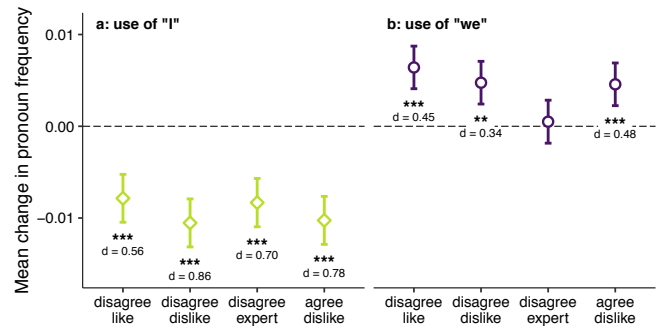 Mean change in pronoun frequency
0.01
0.00
−0.01
a: use of "I"
***
d = 0.56
***
d = 0.86
***
d = 0.70
***
d = 0.78
disagree
like
disagree
dislike
disagree
expert
agree
dislike
b: use of "we"
***
d = 0.45
**
d = 0.34
***
d = 0.48
disagree
like
disagree
dislike
disagree
expert
agree
dislike